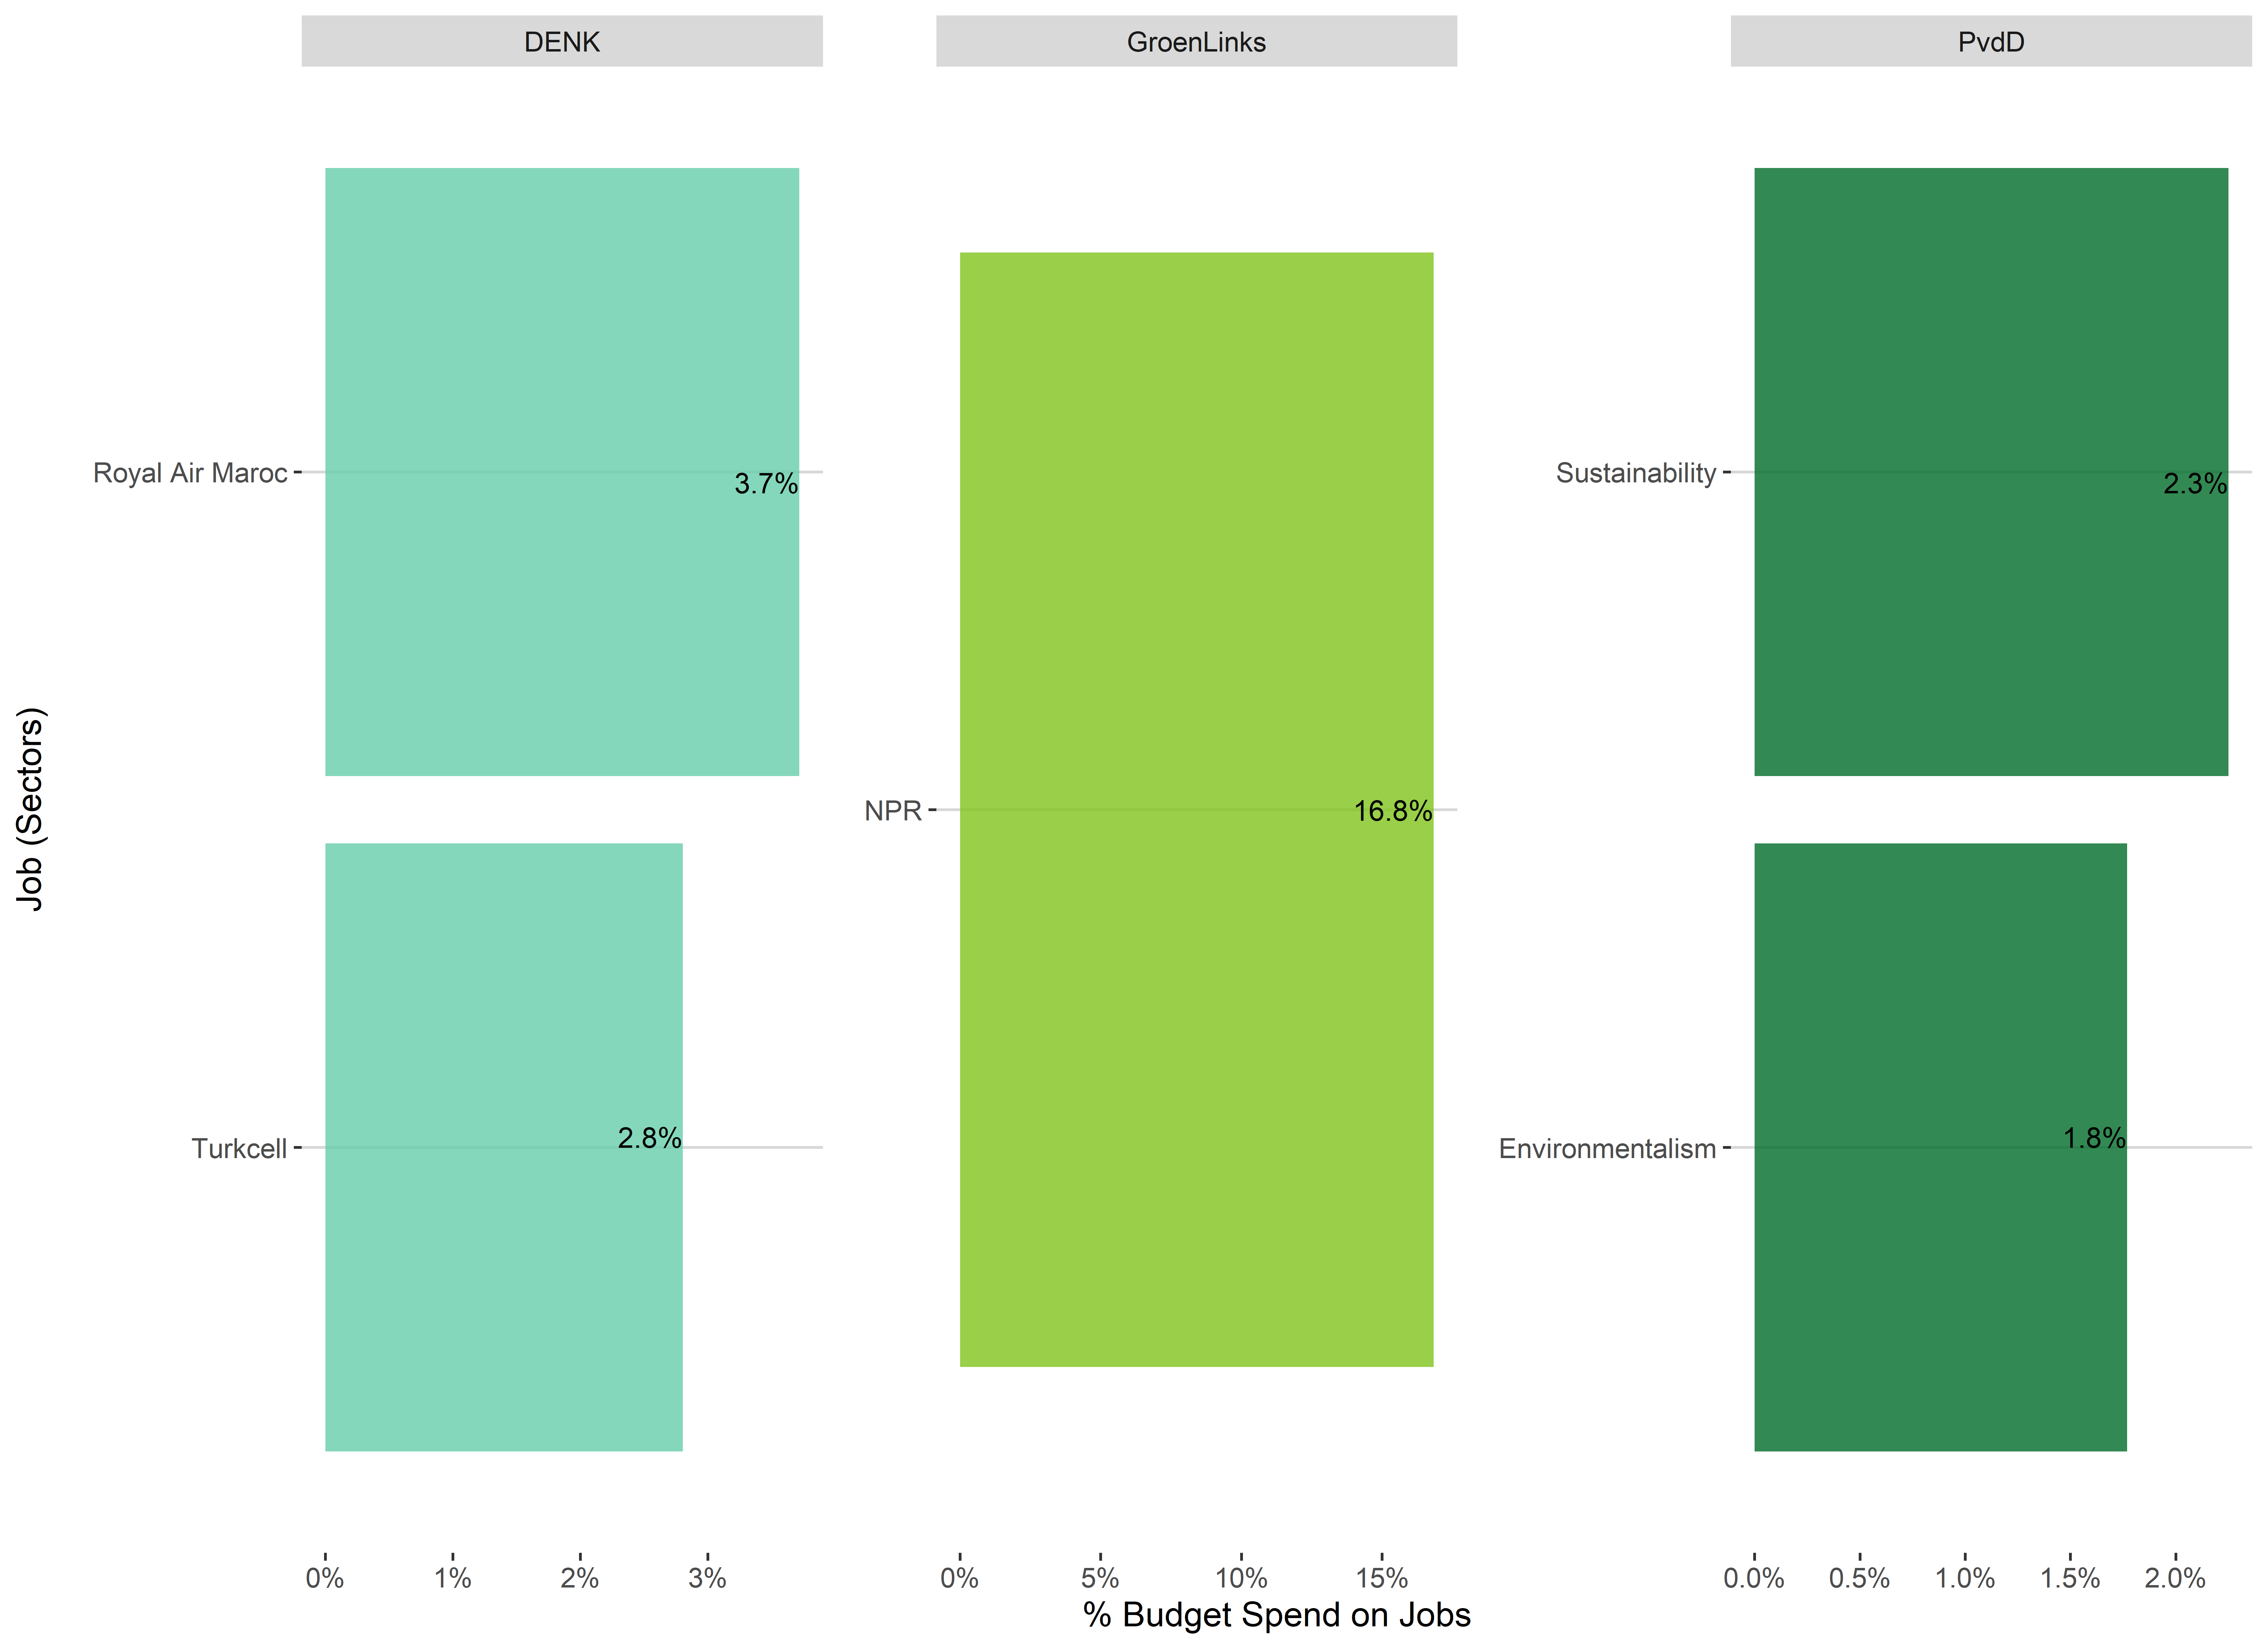 DENK
GroenLinks
PvdD
Job (Sectors)
Royal Air Maroc
3.7%
Turkcell
2.8%
NPR
16.8%
Sustainability
2.3%
Environmentalism
1.8%
0% 1% 2% 3%
0% 5% 10% 15%
0.0% 0.5% 1.0% 1.5% 2.0%
% Budget Spend on Jobs